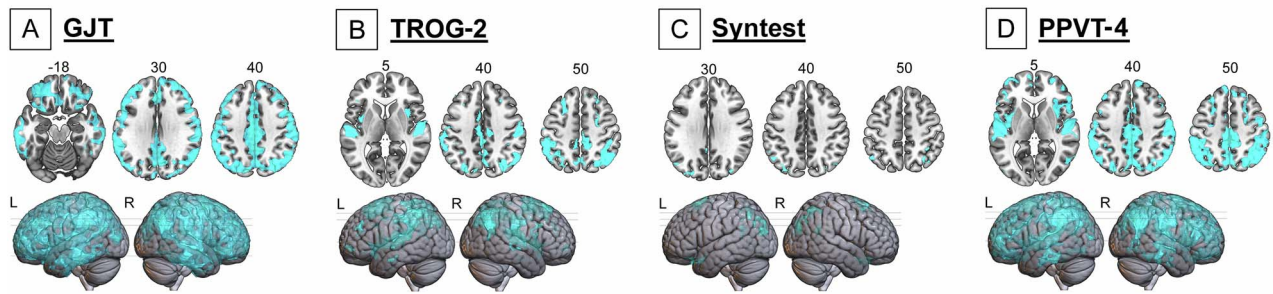 A GJT
-18 30 40
L R
B TROG-2
5 40 50
L R
C Syntest
30 40 50
L R
D PPVT-4
5 40 50
L R